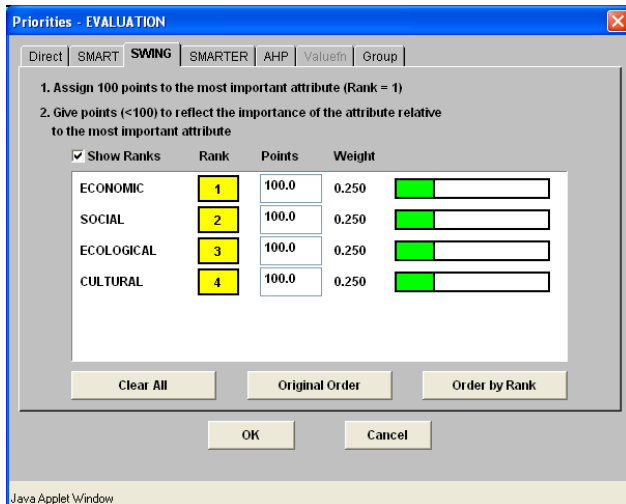 Priorities - EVALUATION
Direct SMART SWING SMARTER AHP Valuefn Group
1. Assign 100 points to the most important attribute (Rank = 1)
2. Give points (<100) to reflect the importance of the attribute relative
to the most important attribute
Show Ranks Rank Points Weight
ECONOMIC 1 100.0 0.250
SOCIAL 2 100.0 0.250
ECOLOGICAL 3 100.0 0.250
CULTURAL 4 100.0 0.250
Clear All Original Order Order by Rank
OK Cancel
Java Applet Window